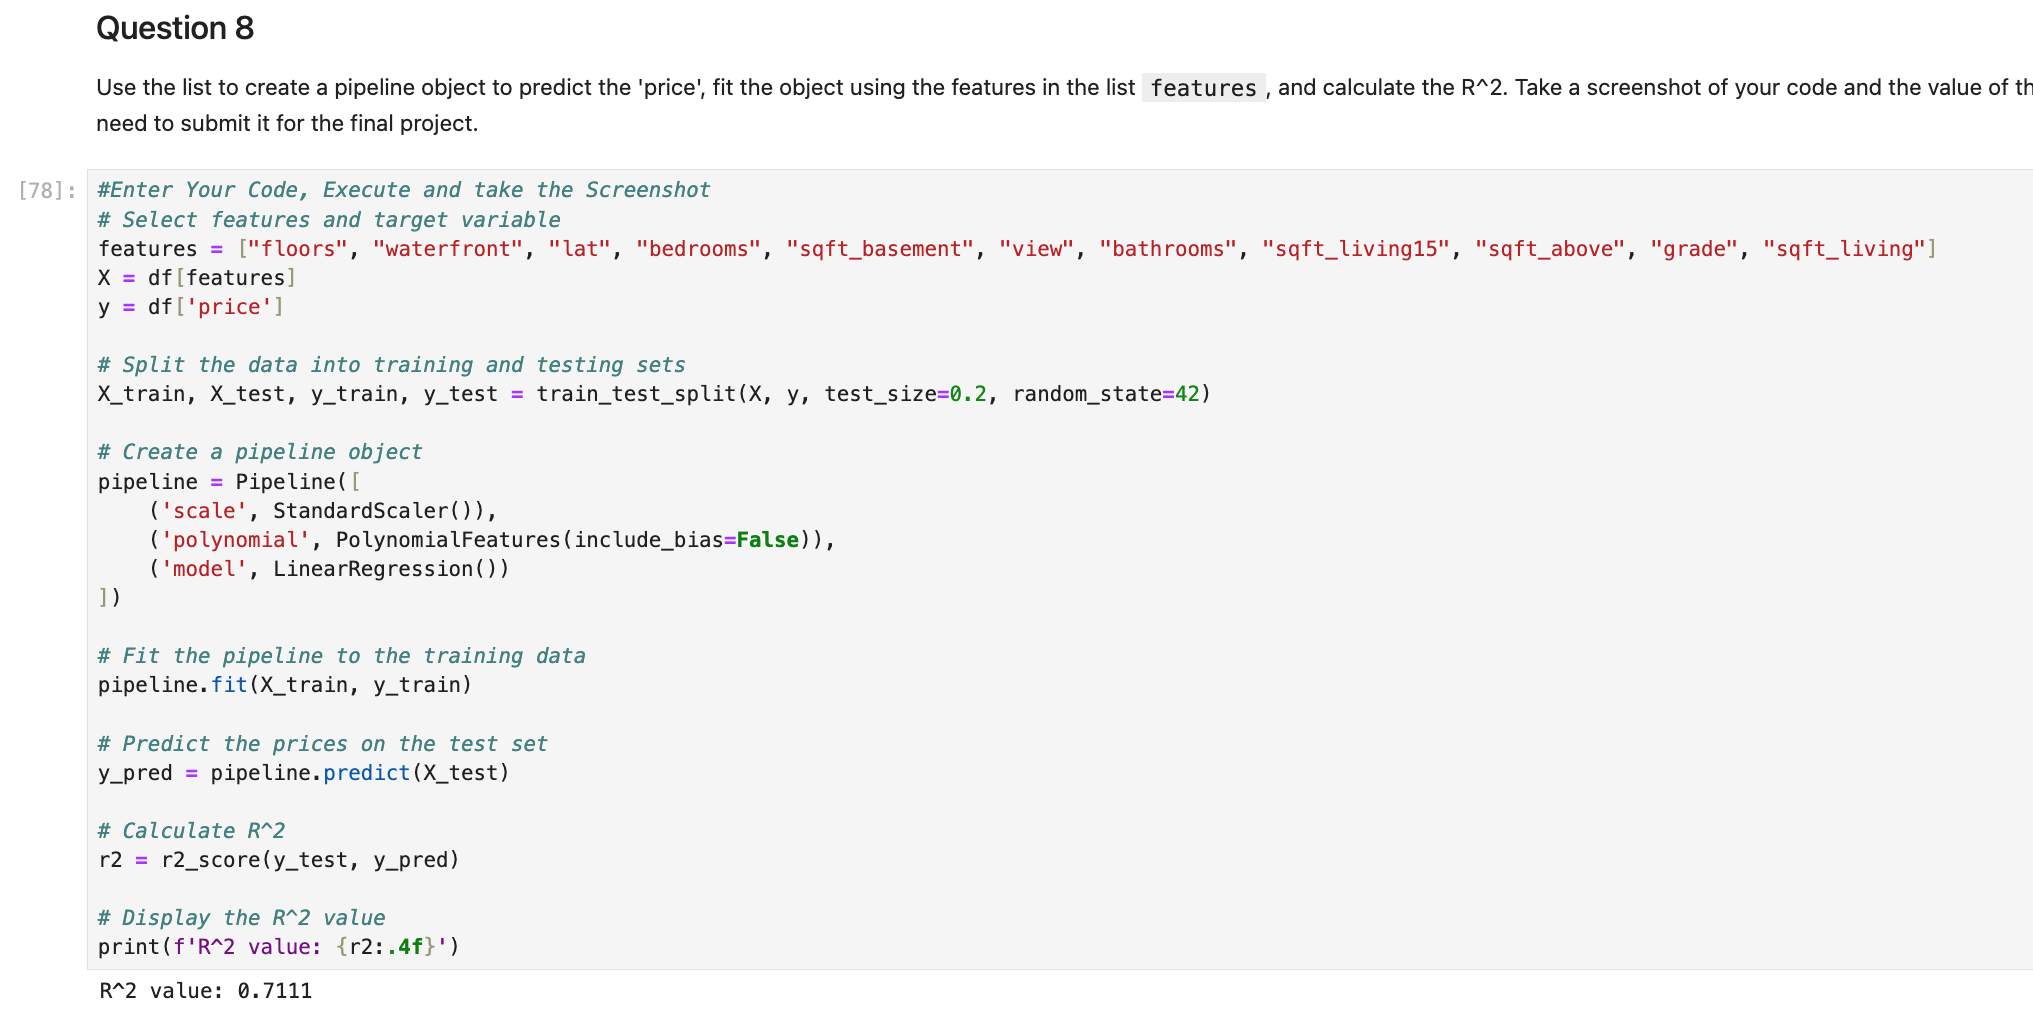 Question 8
Use the list to create a pipeline object to predict the 'price', fit the object using the features in the list features, and calculate the R^2. Take a screenshot of your code and the value of th
need to submit it for the final project.
[78]:
#Enter Your Code, Execute and take the Screenshot
# Select features and target variable
features = ["floors", "waterfront", "lat", "bedrooms", "sqft_basement", "view", "bathrooms", "sqft_living15", "sqft_above", "grade", "sqft_living"]
X = df[features]
y = df['price']

# Split the data into training and testing sets
X_train, X_test, y_train, y_test = train_test_split(X, y, test_size=0.2, random_state=42)

# Create a pipeline object
pipeline = Pipeline([
    ('scale', StandardScaler()),
    ('polynomial', PolynomialFeatures(include_bias=False)),
    ('model', LinearRegression())
])

# Fit the pipeline to the training data
pipeline.fit(X_train, y_train)

# Predict the prices on the test set
y_pred = pipeline.predict(X_test)

# Calculate R^2
r2 = r2_score(y_test, y_pred)

# Display the R^2 value
print(f'R^2 value: {r2:.4f}')
R^2 value: 0.7111